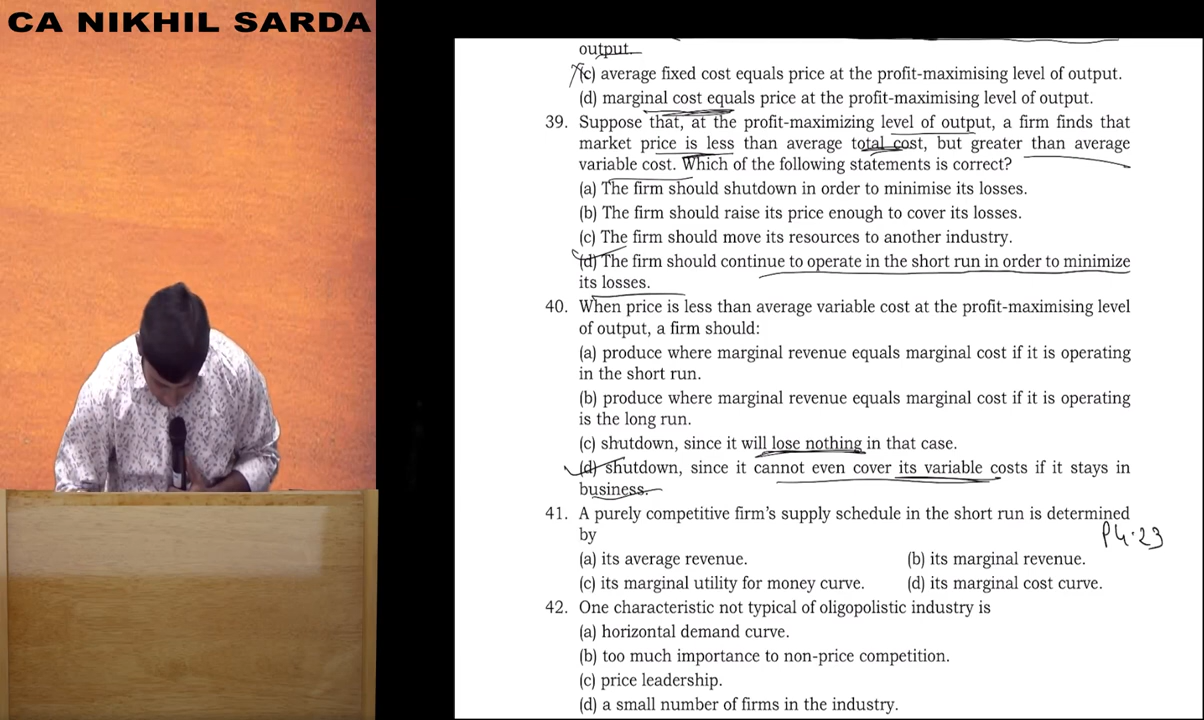 CA NIKHIL SARDA
output.
(c) average fixed cost equals price at the profit-maximising level of output.
(d) marginal cost equals price at the profit-maximising level of output.
39. Suppose that, at the profit-maximizing level of output, a firm finds that
market price is less than average total cost, but greater than average
variable cost. Which of the following statements is correct?
(a) The firm should shutdown in order to minimise its losses.
(b) The firm should raise its price enough to cover its losses.
(c) The firm should move its resources to another industry.
(d) The firm should continue to operate in the short run in order to minimize
its losses.
40. When price is less than average variable cost at the profit-maximising level
of output, a firm should:
(a) produce where marginal revenue equals marginal cost if it is operating
in the short run.
(b) produce where marginal revenue equals marginal cost if it is operating
is the long run.
(c) shutdown, since it will lose nothing in that case.
(d) shutdown, since it cannot even cover its variable costs if it stays in
business.
41. A purely competitive firm's supply schedule in the short run is determined
by
P4.23
(a) its average revenue. (b) its marginal revenue.
(c) its marginal utility for money curve. (d) its marginal cost curve.
42. One characteristic not typical of oligopolistic industry is
(a) horizontal demand curve.
(b) too much importance to non-price competition.
(c) price leadership.
(d) a small number of firms in the industry.